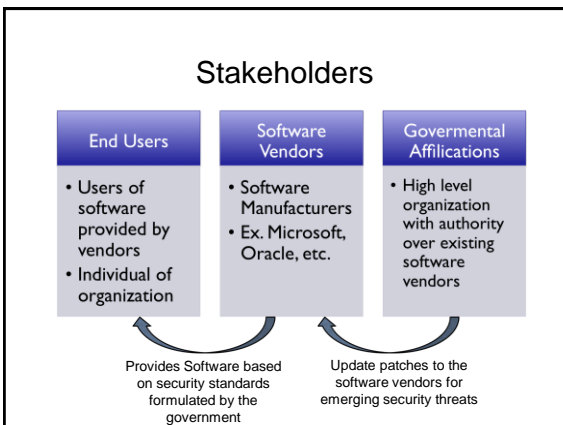 Stakeholders
End Users
• Users of
software
provided by
vendors
• Individual of
organization
Software
Vendors
• Software
Manufacturers
• Ex. Microsoft,
Oracle, etc.
Govermental
Affilications
• High level
organization
with authority
over existing
software
vendors
Provides Software based
on security standards
formulated by the
government
Update patches to the
software vendors for
emerging security threats